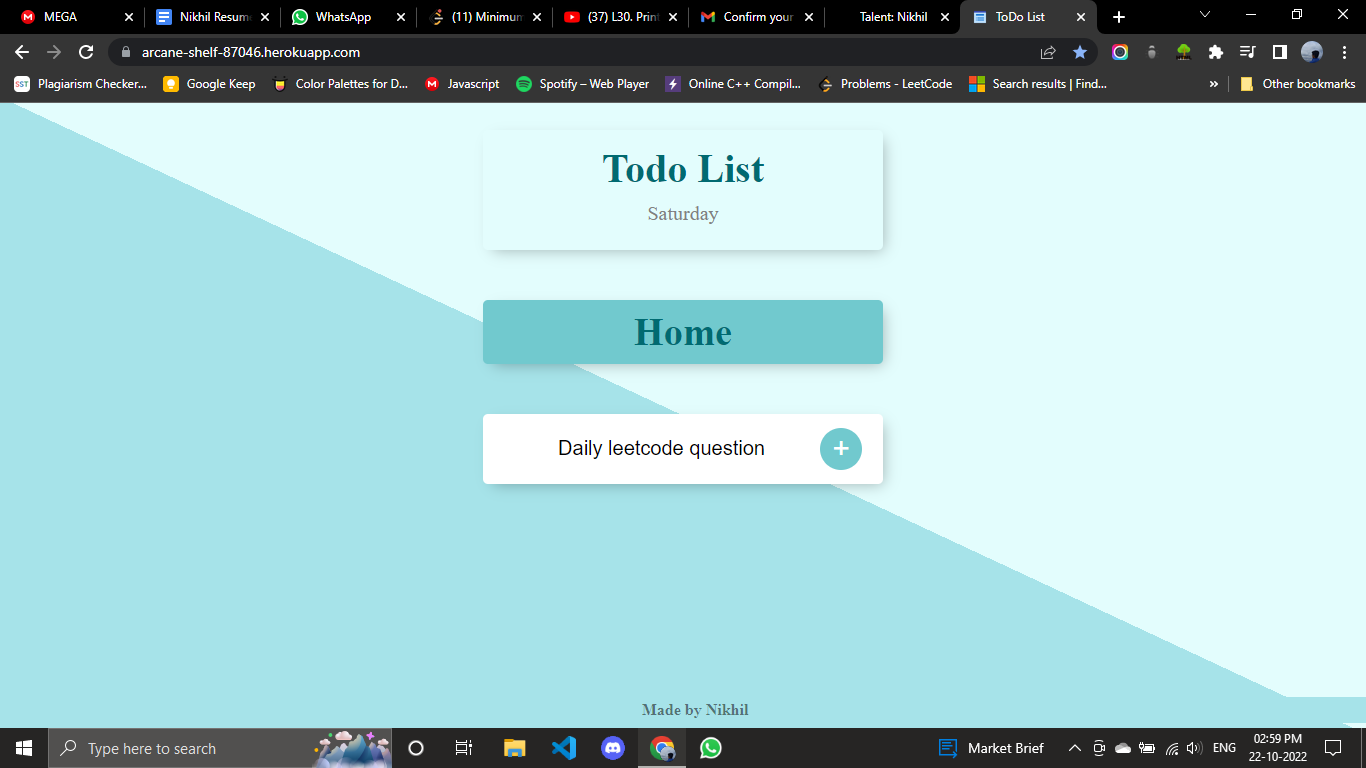 MEGA
Nikhil Resum
WhatsApp
(11) Minimum
(37) L30. Print
Confirm your
Talent: Nikhil
ToDo List
arcane-shelf-87046.herokuapp.com
SST
Plagiarism Checker...
Google Keep
Color Palettes for D...
Javascript
Spotify – Web Player
Online C++ Compil...
Problems - LeetCode
Search results | Find...
»
Other bookmarks
Todo List
Saturday
Home
Daily leetcode question
+
Made by Nikhil
Type here to search
Market Brief
ENG
02:59 PM
22-10-2022